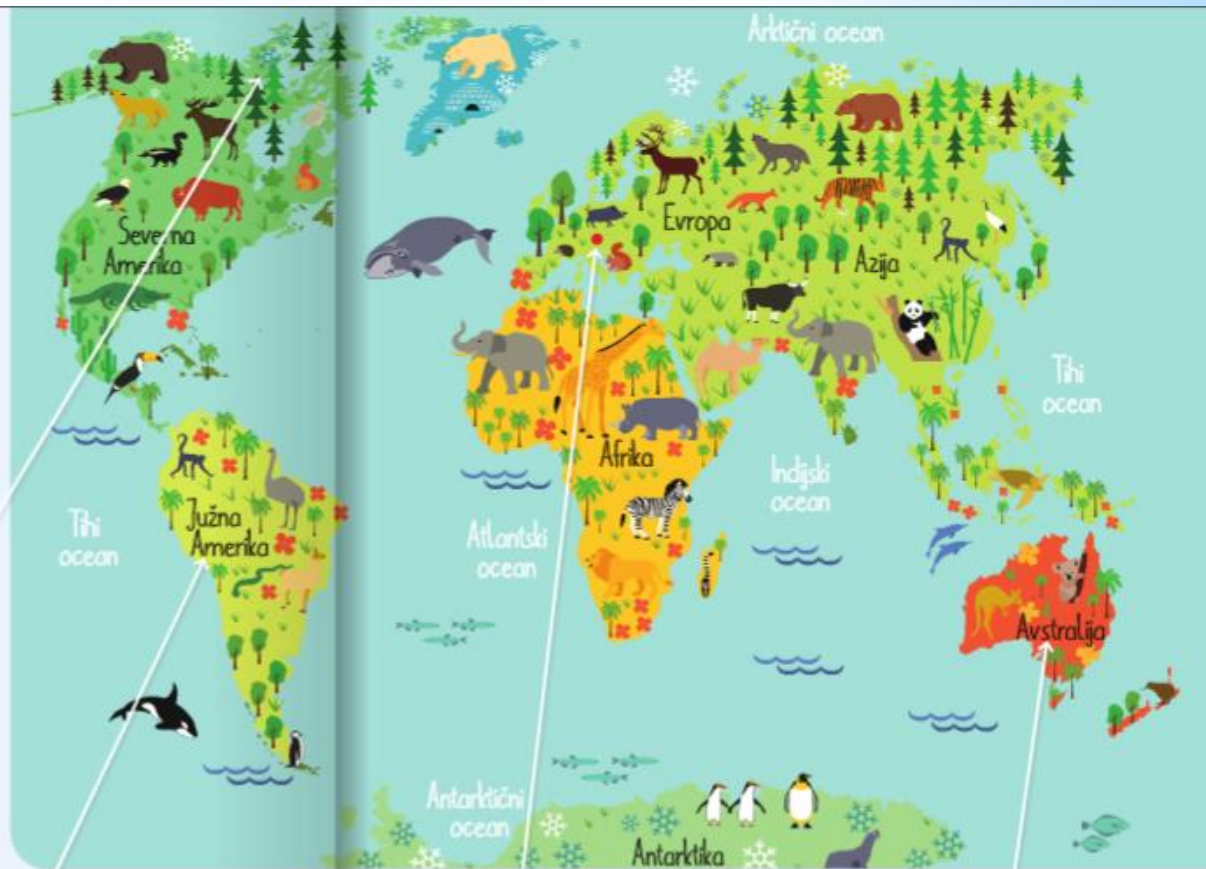 Arktični ocean
Severna
Amerika
Evropa
Azija
Tihi
ocean
Afrika
Indijski
ocean
Južna
Amerika
Tihi
ocean
Atlantski
ocean
Avstralija
Antarktični
ocean
Antarktika